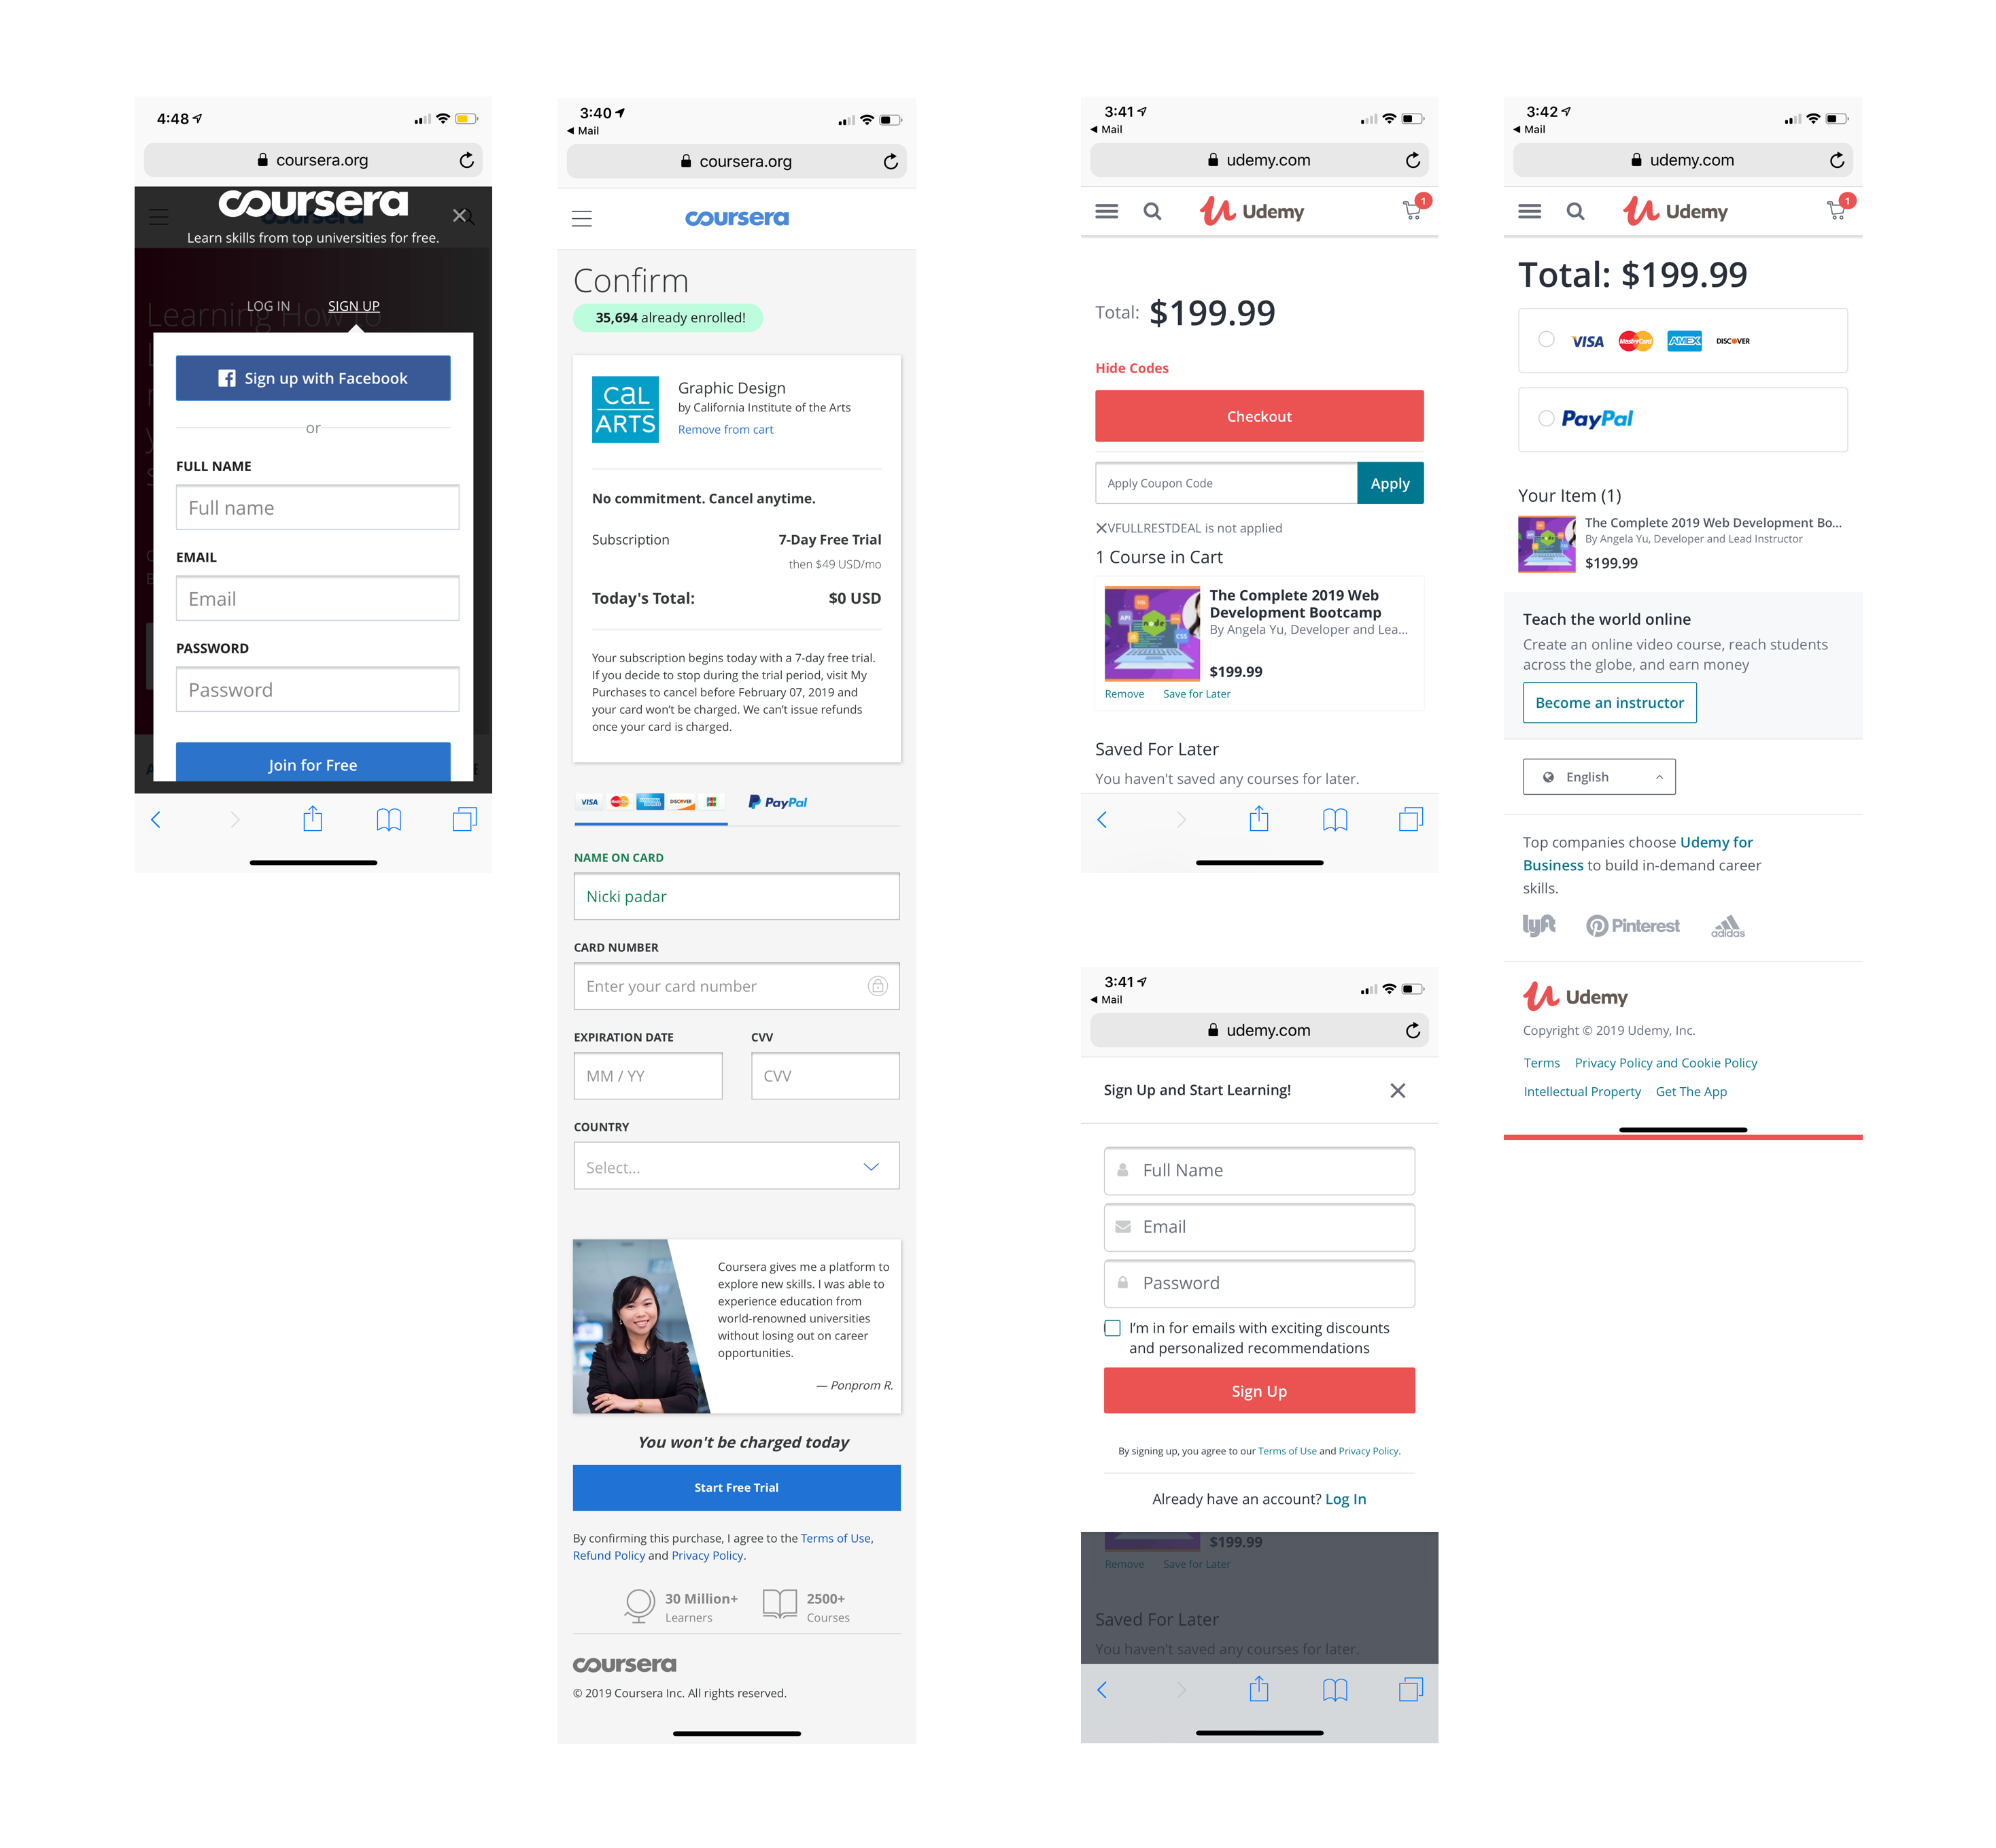 4:48
coursera.org
coursera
Learn skills from top universities for free.
LOG IN SIGN UP
Learning How To
Sign up with Facebook
or
FULL NAME
Full name
EMAIL
Email
PASSWORD
Password
Join for Free
3:40
Mail
coursera.org
coursera
Confirm
35,694 already enrolled!
CaL
ARTS
Graphic Design
by California Institute of the Arts
Remove from cart
No commitment. Cancel anytime.
Subscription 7-Day Free Trial
then $49 USD/mo
Today's Total: $0 USD
Your subscription begins today with a 7-day free trial.
If you decide to stop during the trial period, visit My
Purchases to cancel before February 07, 2019 and
your card won't be charged. We can't issue refunds
once your card is charged.
VISA MasterCard DISCOVER PayPal
NAME ON CARD
Nicki padar
CARD NUMBER
Enter your card number
EXPIRATION DATE CVV
MM / YY CVV
COUNTRY
Select...
Coursera gives me a platform to
explore new skills. I was able to
experience education from
world-renowned universities
without losing out on career
opportunities.
— Ponprom R.
You won't be charged today
Start Free Trial
By confirming this purchase, I agree to the Terms of Use,
Refund Policy and Privacy Policy.
30 Million+
Learners
2500+
Courses
coursera
© 2019 Coursera Inc. All rights reserved.
3:41
Mail
udemy.com
Udemy 1
Total: $199.99
Hide Codes
Checkout
Apply Coupon Code Apply
VFULLRESTDEAL is not applied
1 Course in Cart
API
node
CSS
The Complete 2019 Web
Development Bootcamp
By Angela Yu, Developer and Lea...
$199.99
Remove Save for Later
Saved For Later
You haven't saved any courses for later.
3:41
Mail
udemy.com
Sign Up and Start Learning!
Full Name
Email
Password
I'm in for emails with exciting discounts
and personalized recommendations
Sign Up
By signing up, you agree to our Terms of Use and Privacy Policy.
Already have an account? Log In
$199.99
Remove Save for Later
Saved For Later
You haven't saved any courses for later.
3:42
Mail
udemy.com
Udemy 1
Total: $199.99
VISA MasterCard AMEX DISCOVER
PayPal
Your Item (1)
The Complete 2019 Web Development Bo...
By Angela Yu, Developer and Lead Instructor
$199.99
Teach the world online
Create an online video course, reach students
across the globe, and earn money
Become an instructor
English
Top companies choose Udemy for
Business to build in-demand career
skills.
lyft Pinterest adidas
Udemy
Copyright © 2019 Udemy, Inc.
Terms Privacy Policy and Cookie Policy
Intellectual Property Get The App